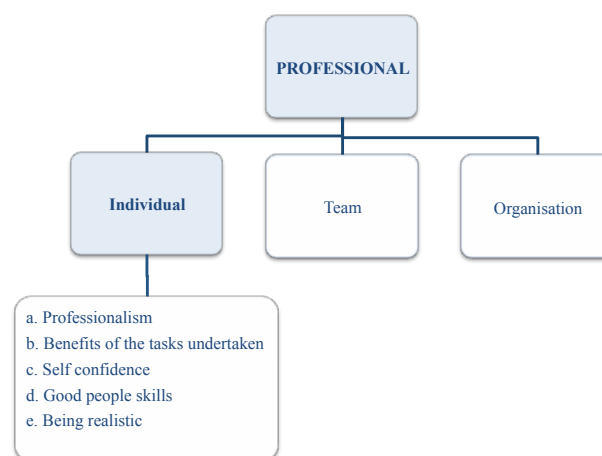 PROFESSIONAL
Individual
Team
Organisation
a. Professionalism
b. Benefits of the tasks undertaken
c. Self confidence
d. Good people skills
e. Being realistic